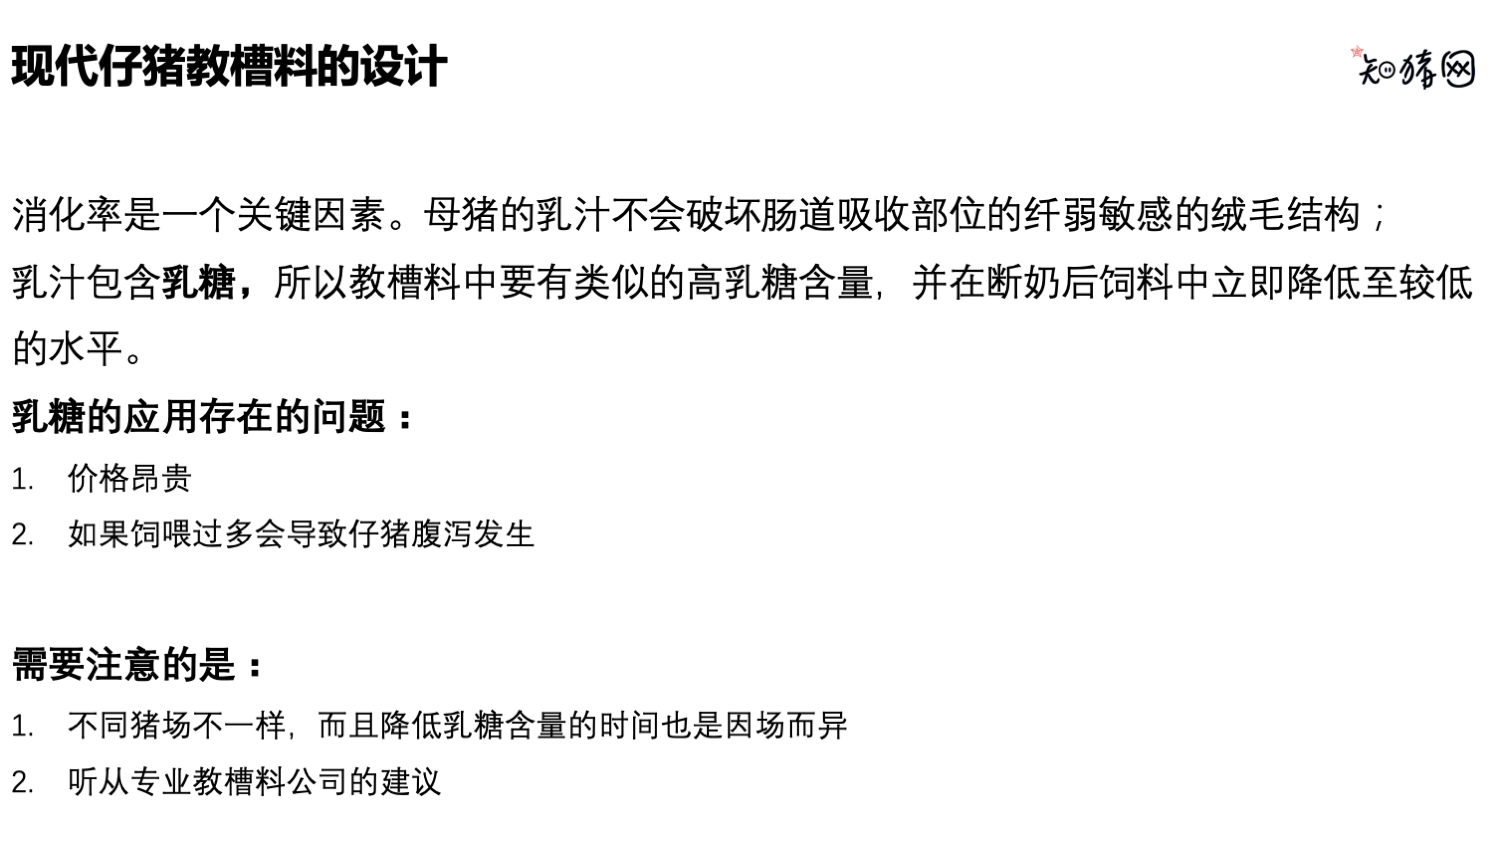 现代仔猪教槽料的设计
知猪网
消化率是一个关键因素。母猪的乳汁不会破坏肠道吸收部位的纤弱敏感的绒毛结构；
乳汁包含乳糖，所以教槽料中要有类似的高乳糖含量，并在断奶后饲料中立即降低至较低
的水平。
乳糖的应用存在的问题：
1. 价格昂贵
2. 如果饲喂过多会导致仔猪腹泻发生
需要注意的是：
1. 不同猪场不一样，而且降低乳糖含量的时间也是因场而异
2. 听从专业教槽料公司的建议